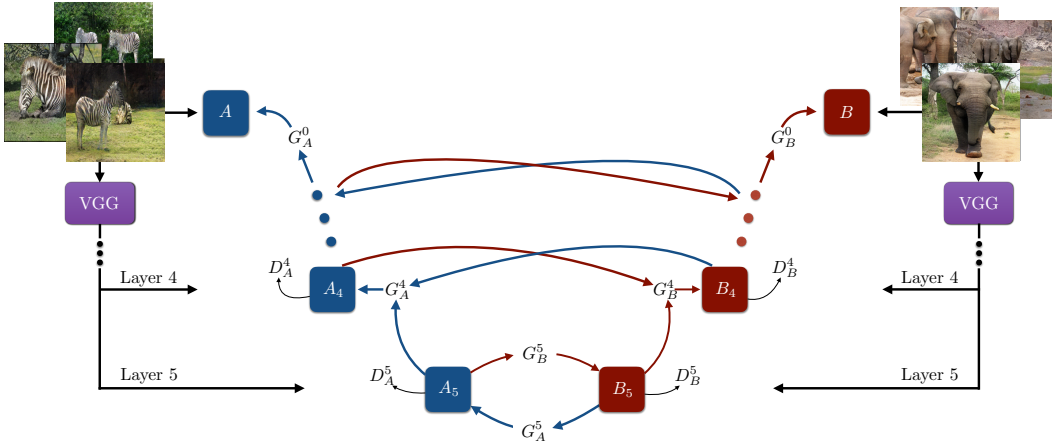 A
B
$G_A^0$
$G_B^0$
VGG
VGG
Layer 4
$D_A^4$
$A_4$
$G_A^4$
$G_B^4$
$B_4$
$D_B^4$
Layer 4
$G_B^5$
Layer 5
$D_A^5$
$A_5$
$B_5$
$D_B^5$
Layer 5
$G_A^5$